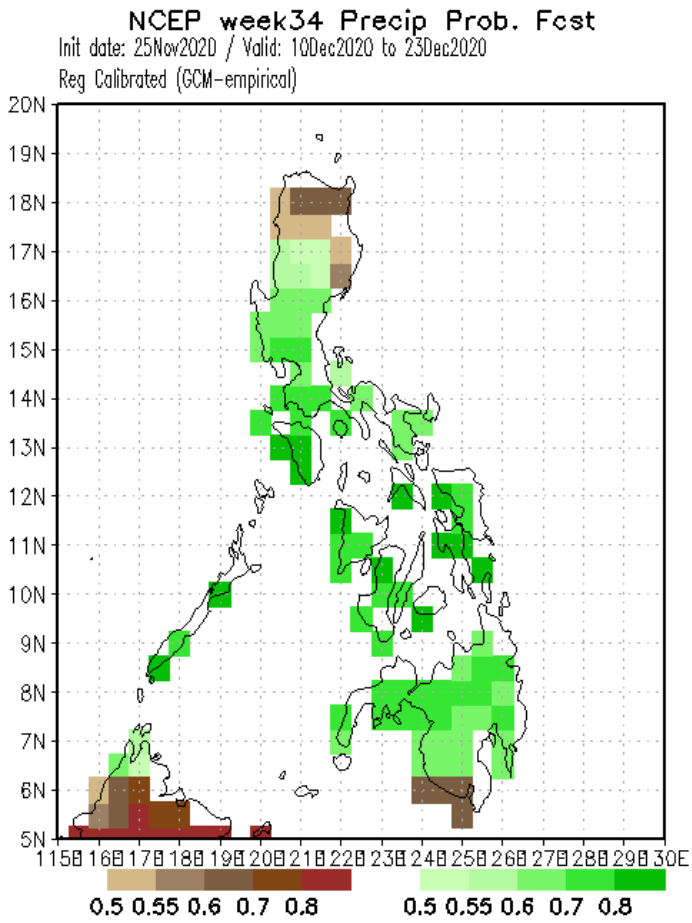 NCEP week34 Precip Prob. Fcst
Init date: 25Nov2020 / Valid: 10Dec2020 to 23Dec2020
Reg Calibrated (GCM-empirical)
20N
19N
18N
17N
16N
15N
14N
13N
12N
11N
10N
9N
8N
7N
6N
5N
0.5 0.55 0.6 0.7 0.8 0.5 0.55 0.6 0.7 0.8